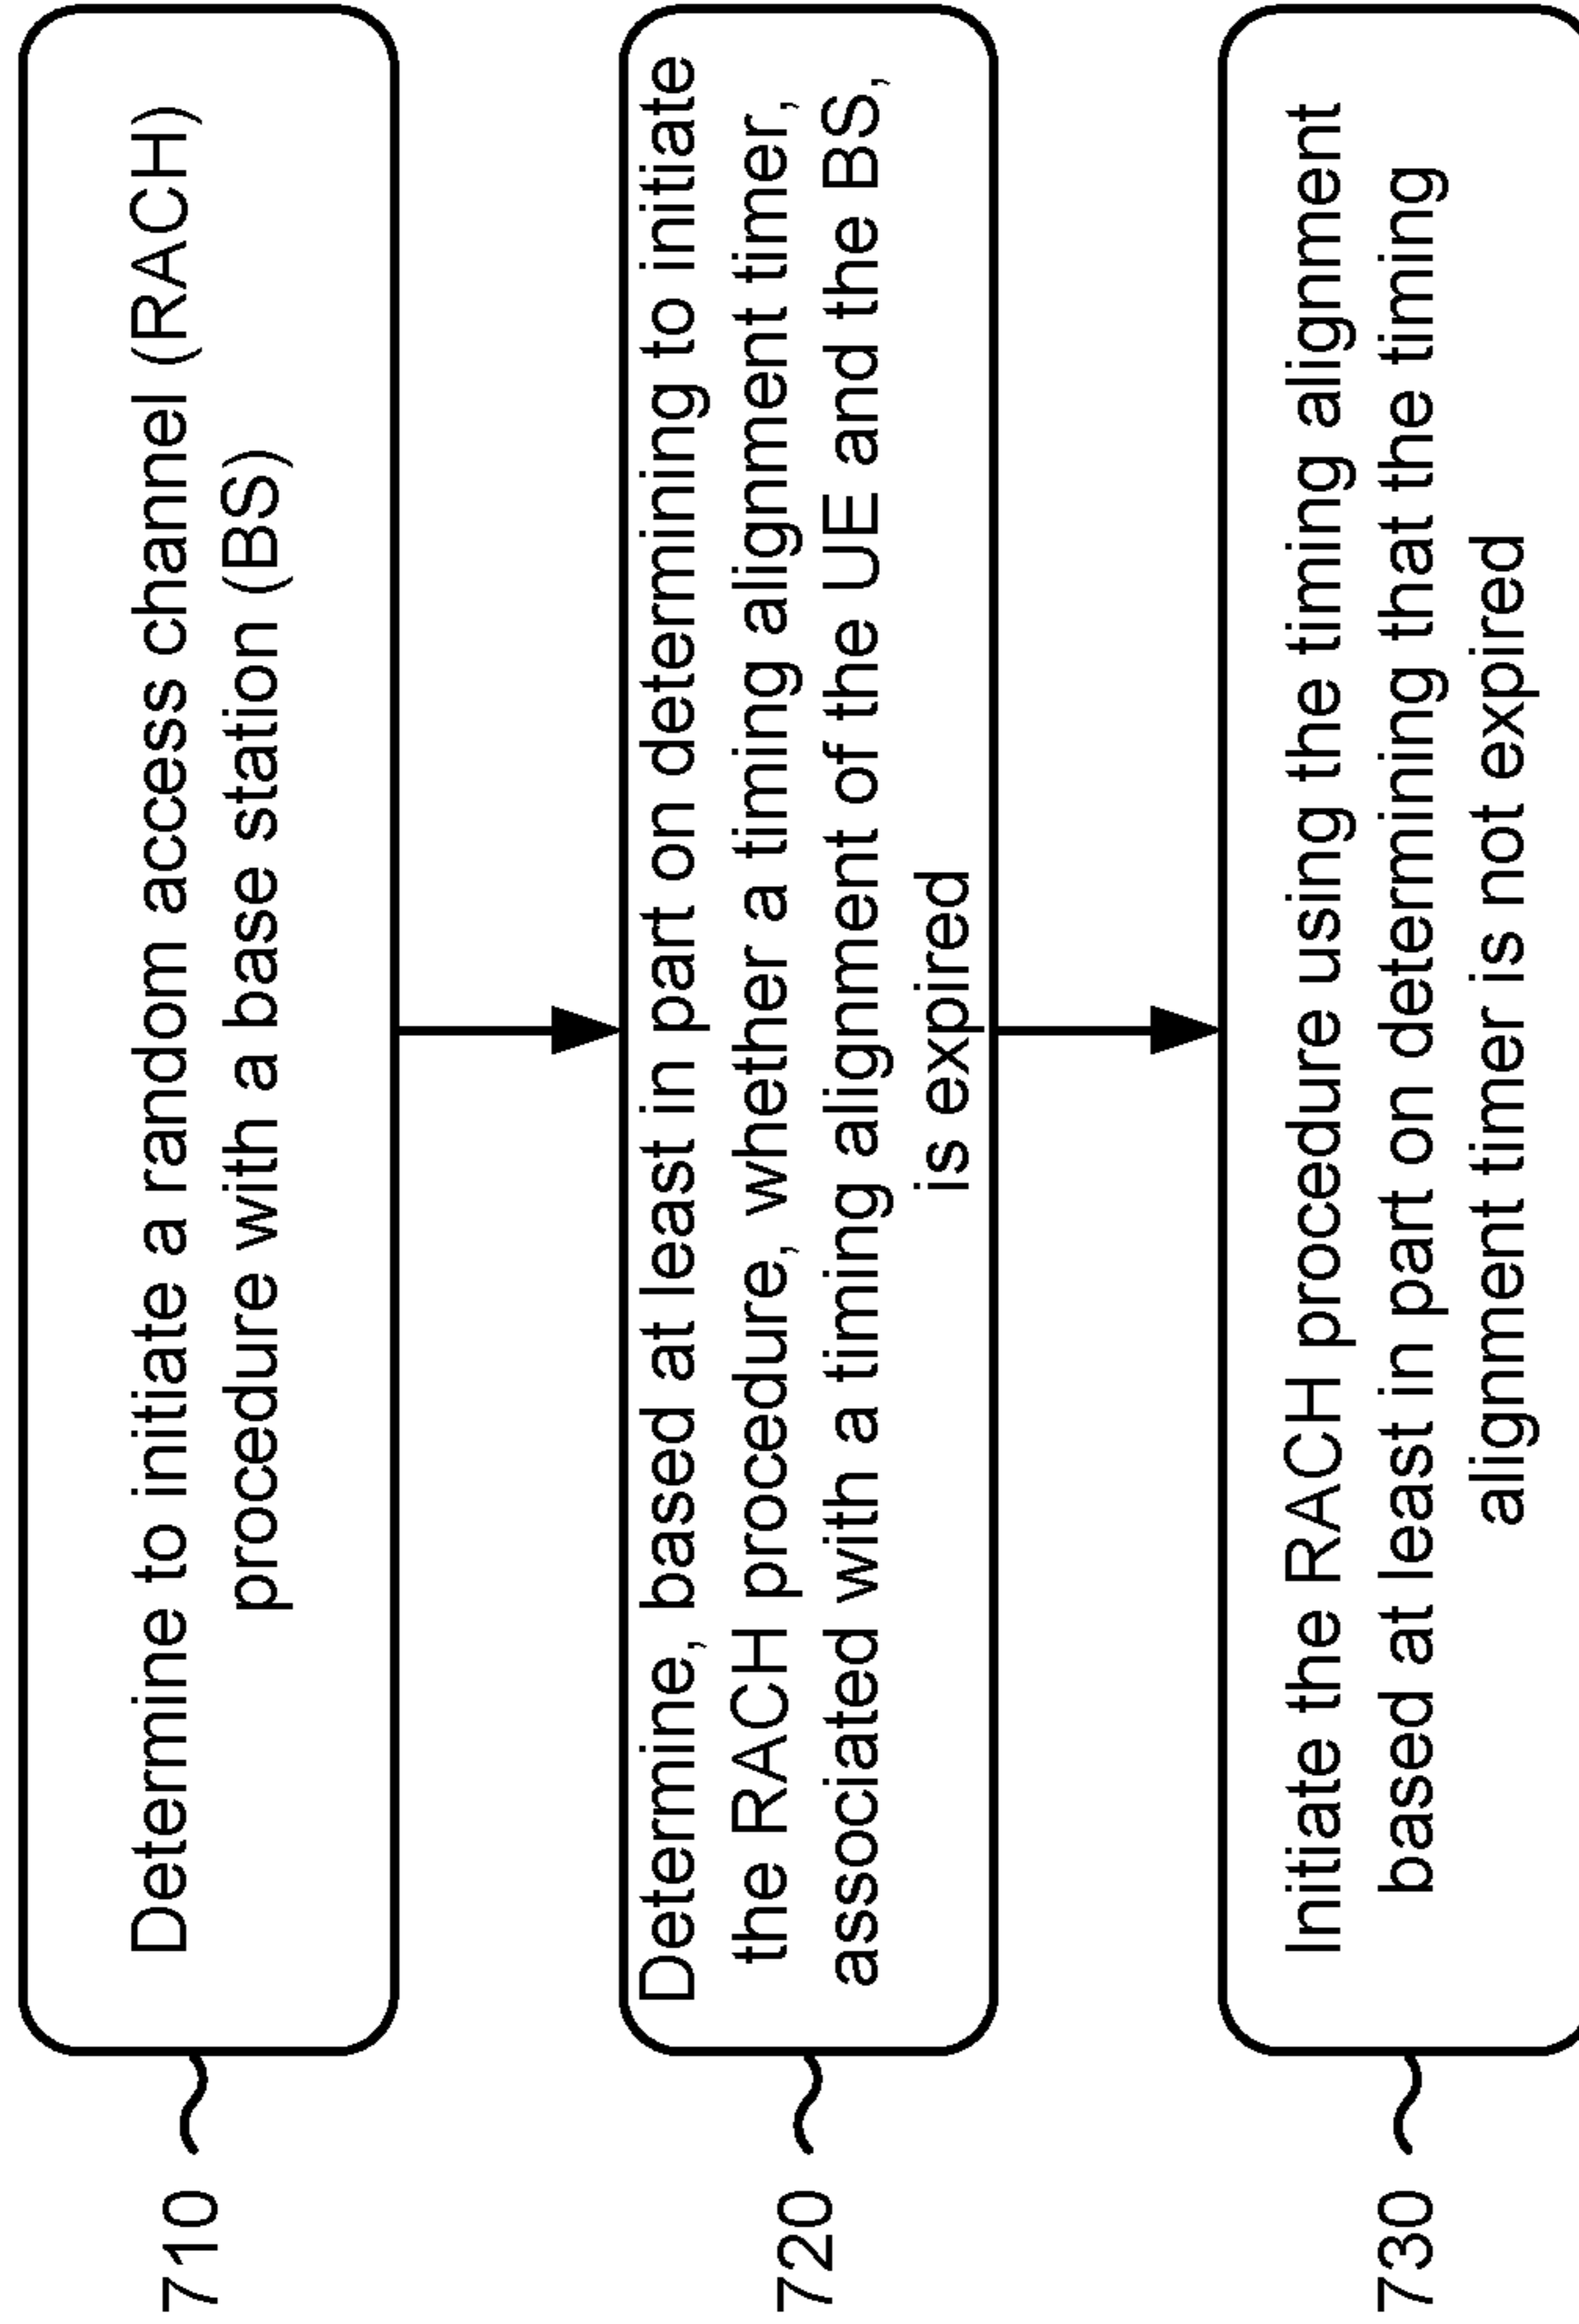 710
Determine to initiate a random access channel (RACH)
procedure with a base station (BS)
720
Determine, based at least in part on determining to initiate
the RACH procedure, whether a timing alignment timer,
associated with a timing alignment of the UE and the BS,
is expired
730
Initiate the RACH procedure using the timing alignment
based at least in part on determining that the timing
alignment timer is not expired